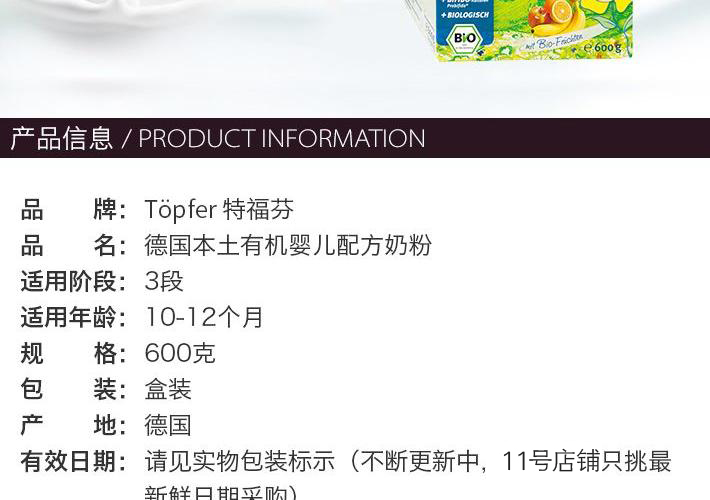 + BIOLOGISCH
BIO
mit Bio-Früchten
e 600 g
产品信息 / PRODUCT INFORMATION
品 牌： Töpfer 特福芬
品 名： 德国本土有机婴儿配方奶粉
适用阶段： 3段
适用年龄： 10-12个月
规 格： 600克
包 装： 盒装
产 地： 德国
有效日期： 请见实物包装标示（不断更新中，11号店铺只挑最
新鲜日期采购）